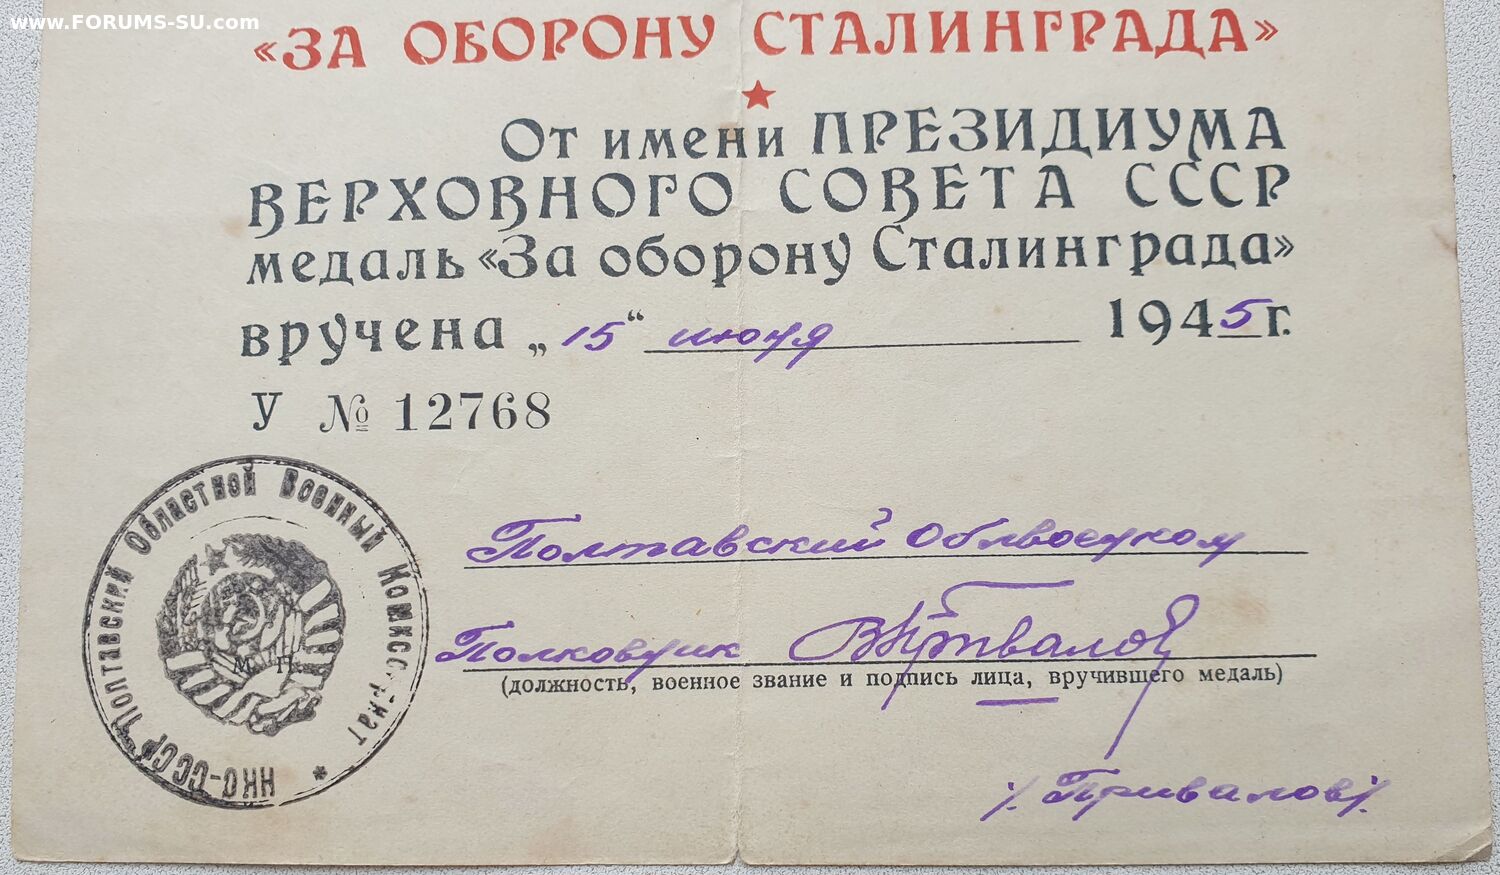 www.FORUMS-SU.com
«ЗА ОБОРОНУ СТАЛИНГРАДА»
От имени ПРЕЗИДИУМА
ВЕРХОВНОГО СОВЕТА СССР
медаль «За оборону Сталинграда»
вручена „15“ июня 1945 г.
У № 12768
НКО-СССР Полтавский Областной Военный Комиссариат *
М. П.
Полтавский Облвоенком
Полковник ВПривалов
(должность, военное звание и подпись лица, вручившего медаль)
/Привалов/.